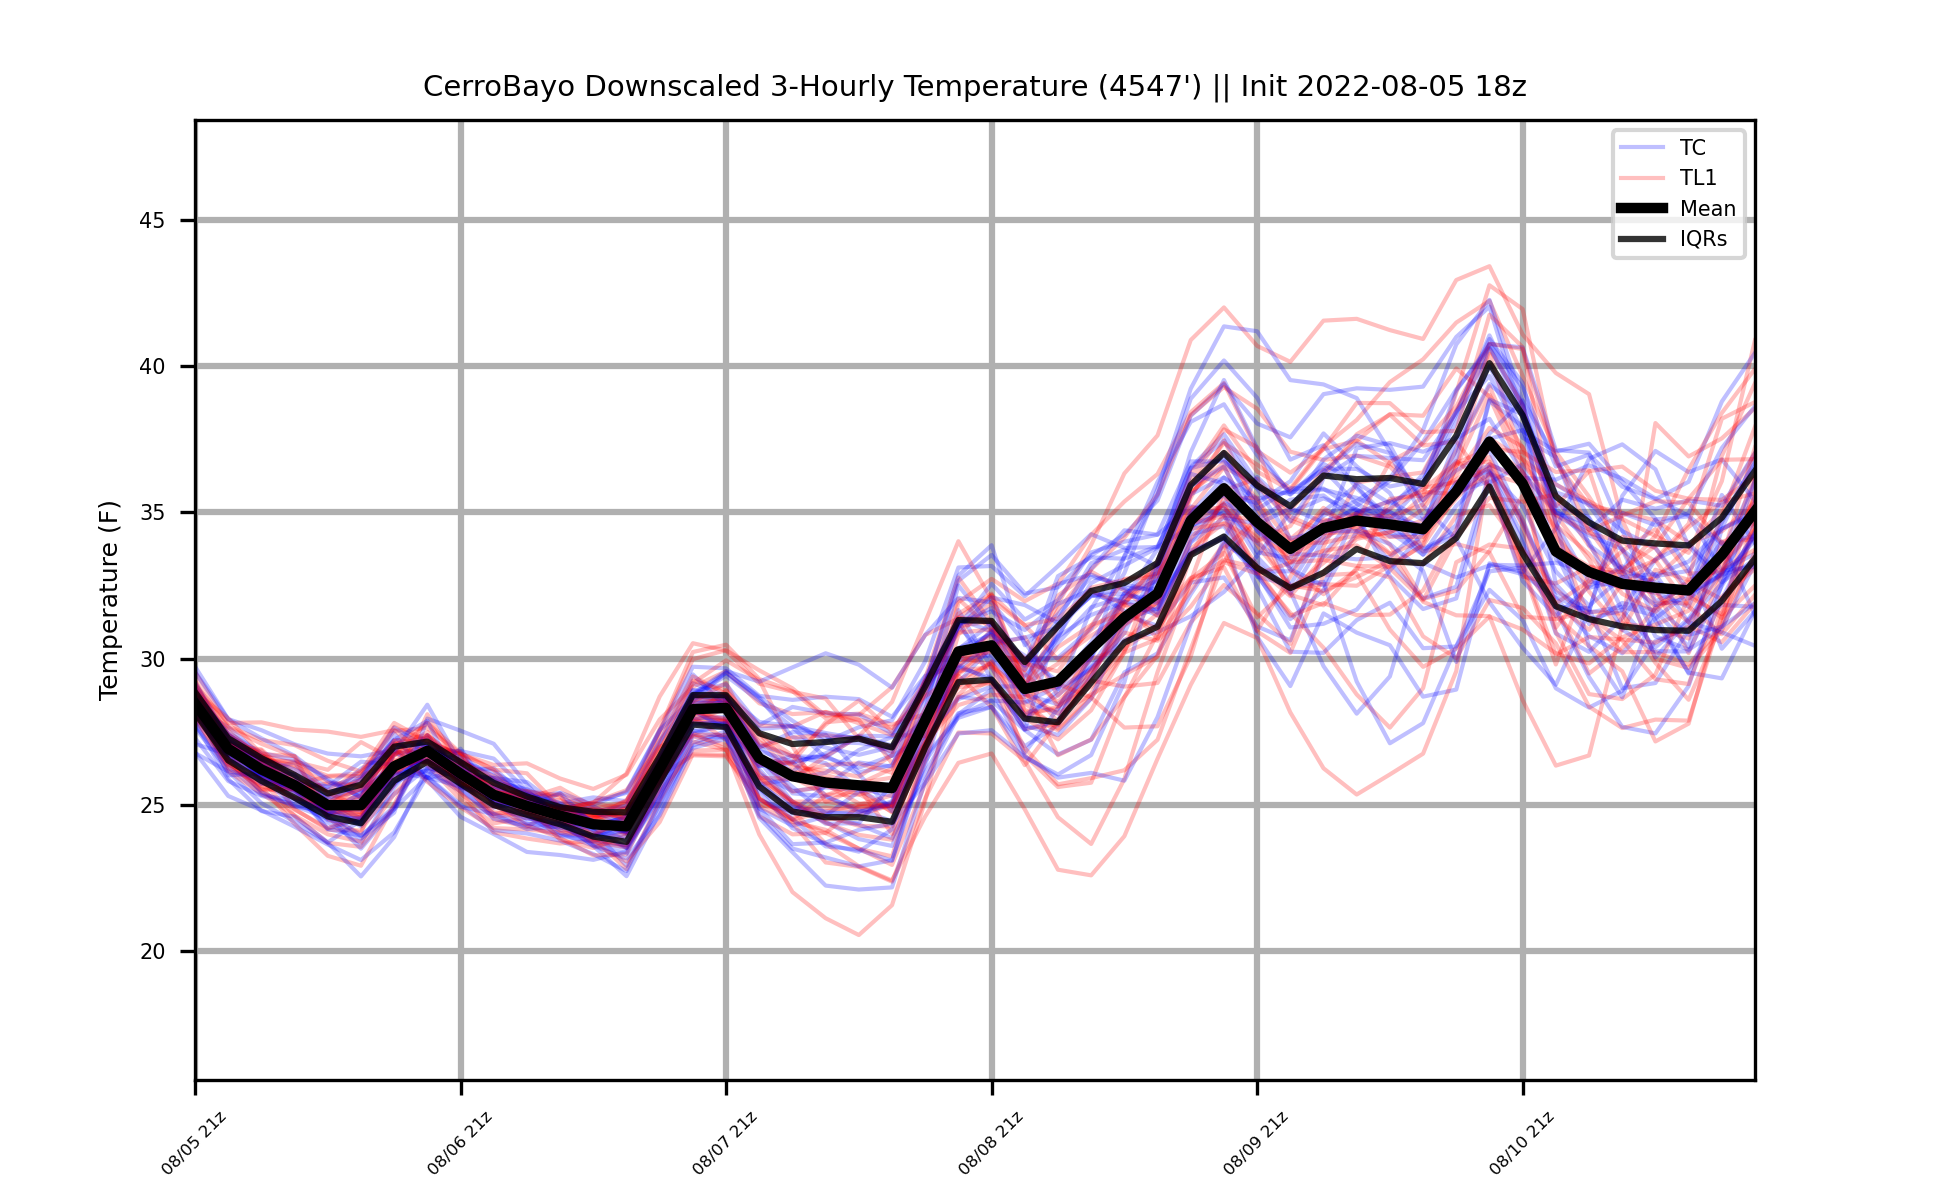 CerroBayo Downscaled 3-Hourly Temperature (4547') || Init 2022-08-05 18z
TC
TL1
Mean
IQRs
Temperature (F)
45
40
35
30
25
20
08/05 21z
08/06 21z
08/07 21z
08/08 21z
08/09 21z
08/10 21z